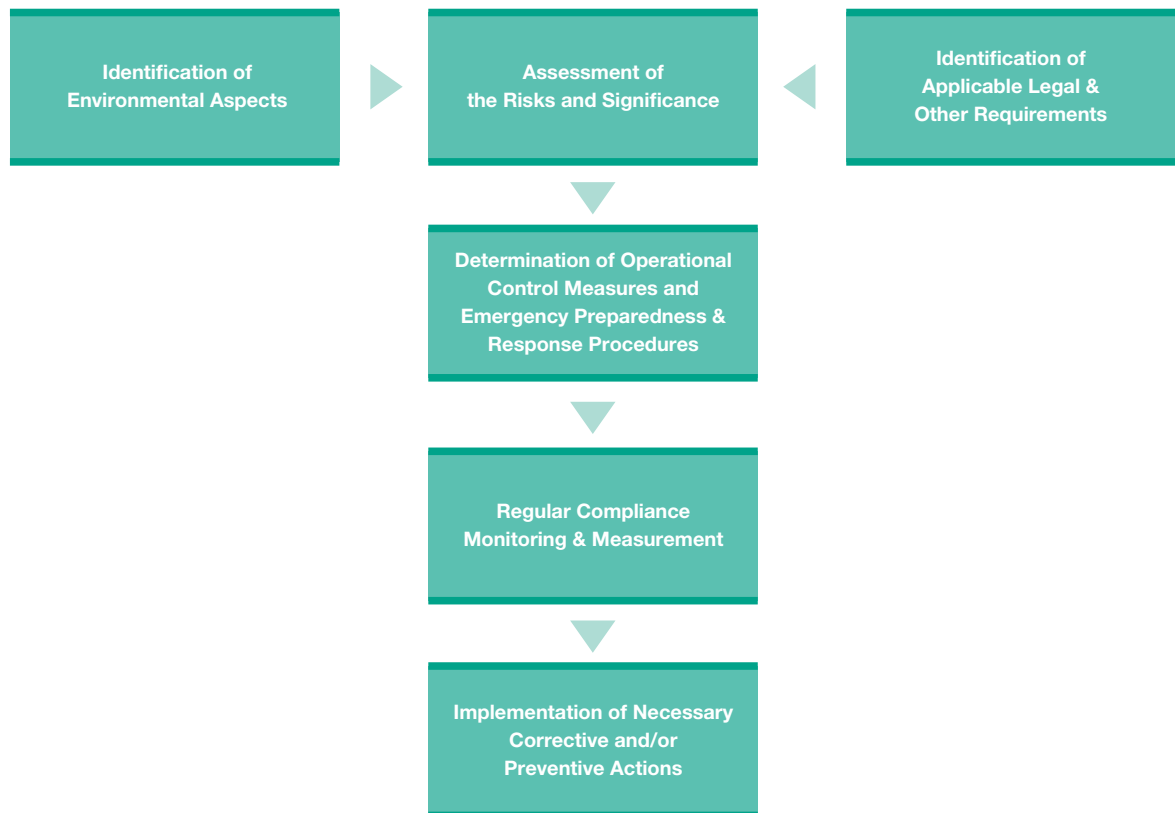 Identification of
Environmental Aspects
Assessment of
the Risks and Significance
Identification of
Applicable Legal &
Other Requirements
Determination of Operational
Control Measures and
Emergency Preparedness &
Response Procedures
Regular Compliance
Monitoring & Measurement
Implementation of Necessary
Corrective and/or
Preventive Actions